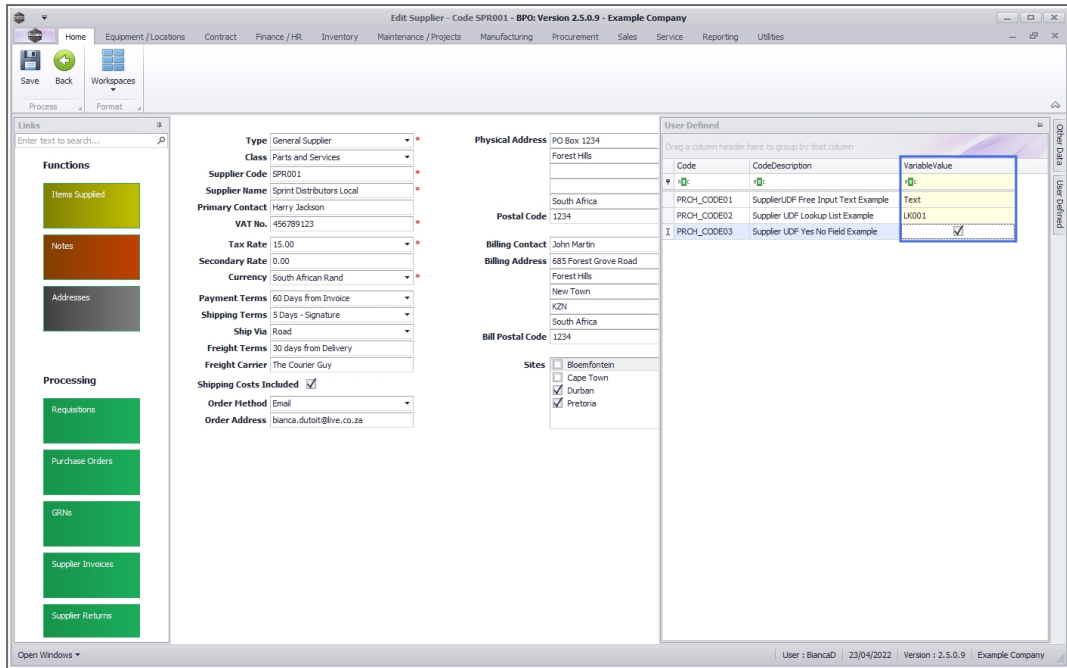 Edit Supplier - Code SPR001 - BPO: Version 2.5.0.9 - Example Company
Home Equipment / Locations Contract Finance / HR Inventory Maintenance / Projects Manufacturing Procurement Sales Service Reporting Utilities
Save Back Workspaces
Process Format
Links
Enter text to search...
Functions
Items Supplied
Notes
Addresses
Processing
Requisitions
Purchase Orders
GRNs
Supplier Invoices
Supplier Returns
Type General Supplier *
Class Parts and Services
Supplier Code SPR001 *
Supplier Name Sprint Distributors Local *
Primary Contact Harry Jackson
VAT No. 456789123 *
Tax Rate 15.00 *
Secondary Rate 0.00
Currency South African Rand *
Payment Terms 60 Days from Invoice
Shipping Terms 5 Days - Signature
Ship Via Road
Freight Terms 30 days from Delivery
Freight Carrier The Courier Guy
Shipping Costs Included
Order Method Email
Order Address bianca.dutoit@live.co.za
Physical Address PO Box 1234
Forest Hills
South Africa
Postal Code 1234
Billing Contact John Martin
Billing Address 685 Forest Grove Road
Forest Hills
New Town
KZN
South Africa
Bill Postal Code 1234
Sites Bloemfontein
Cape Town
Durban
Pretoria
User Defined
Drag a column header here to group by that column
Code CodeDescription VariableValue
PRCH_CODE01 SupplierUDF Free Input Text Example Text
PRCH_CODE02 Supplier UDF Lookup List Example LK001
PRCH_CODE03 Supplier UDF Yes No Field Example
Other Data
User Defined
Open Windows
User : BiancaD 23/04/2022 Version : 2.5.0.9 Example Company